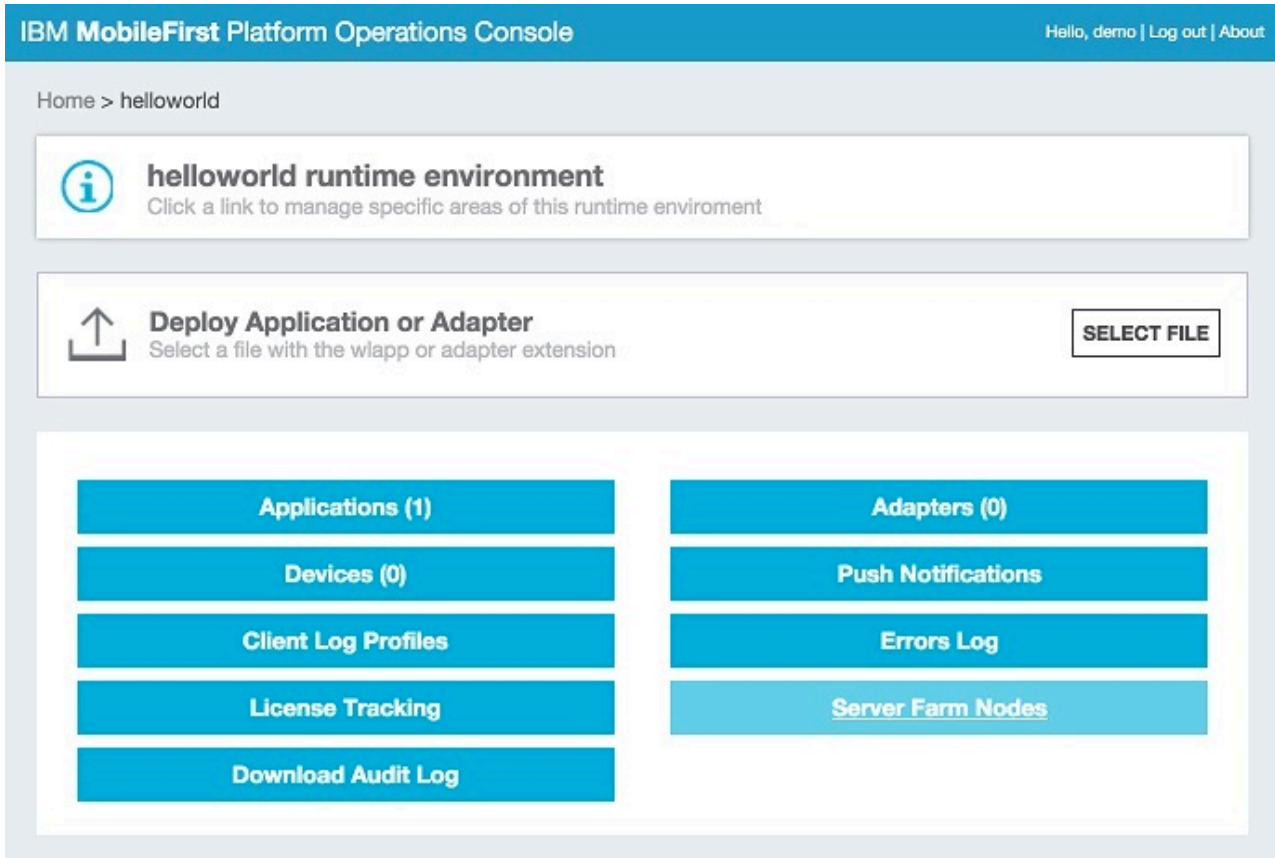 IBM MobileFirst Platform Operations Console
Hello, demo | Log out | About
Home > helloworld
helloworld runtime environment
Click a link to manage specific areas of this runtime enviroment
Deploy Application or Adapter
Select a file with the wlapp or adapter extension
SELECT FILE
Applications (1)
Adapters (0)
Devices (0)
Push Notifications
Client Log Profiles
Errors Log
License Tracking
Server Farm Nodes
Download Audit Log